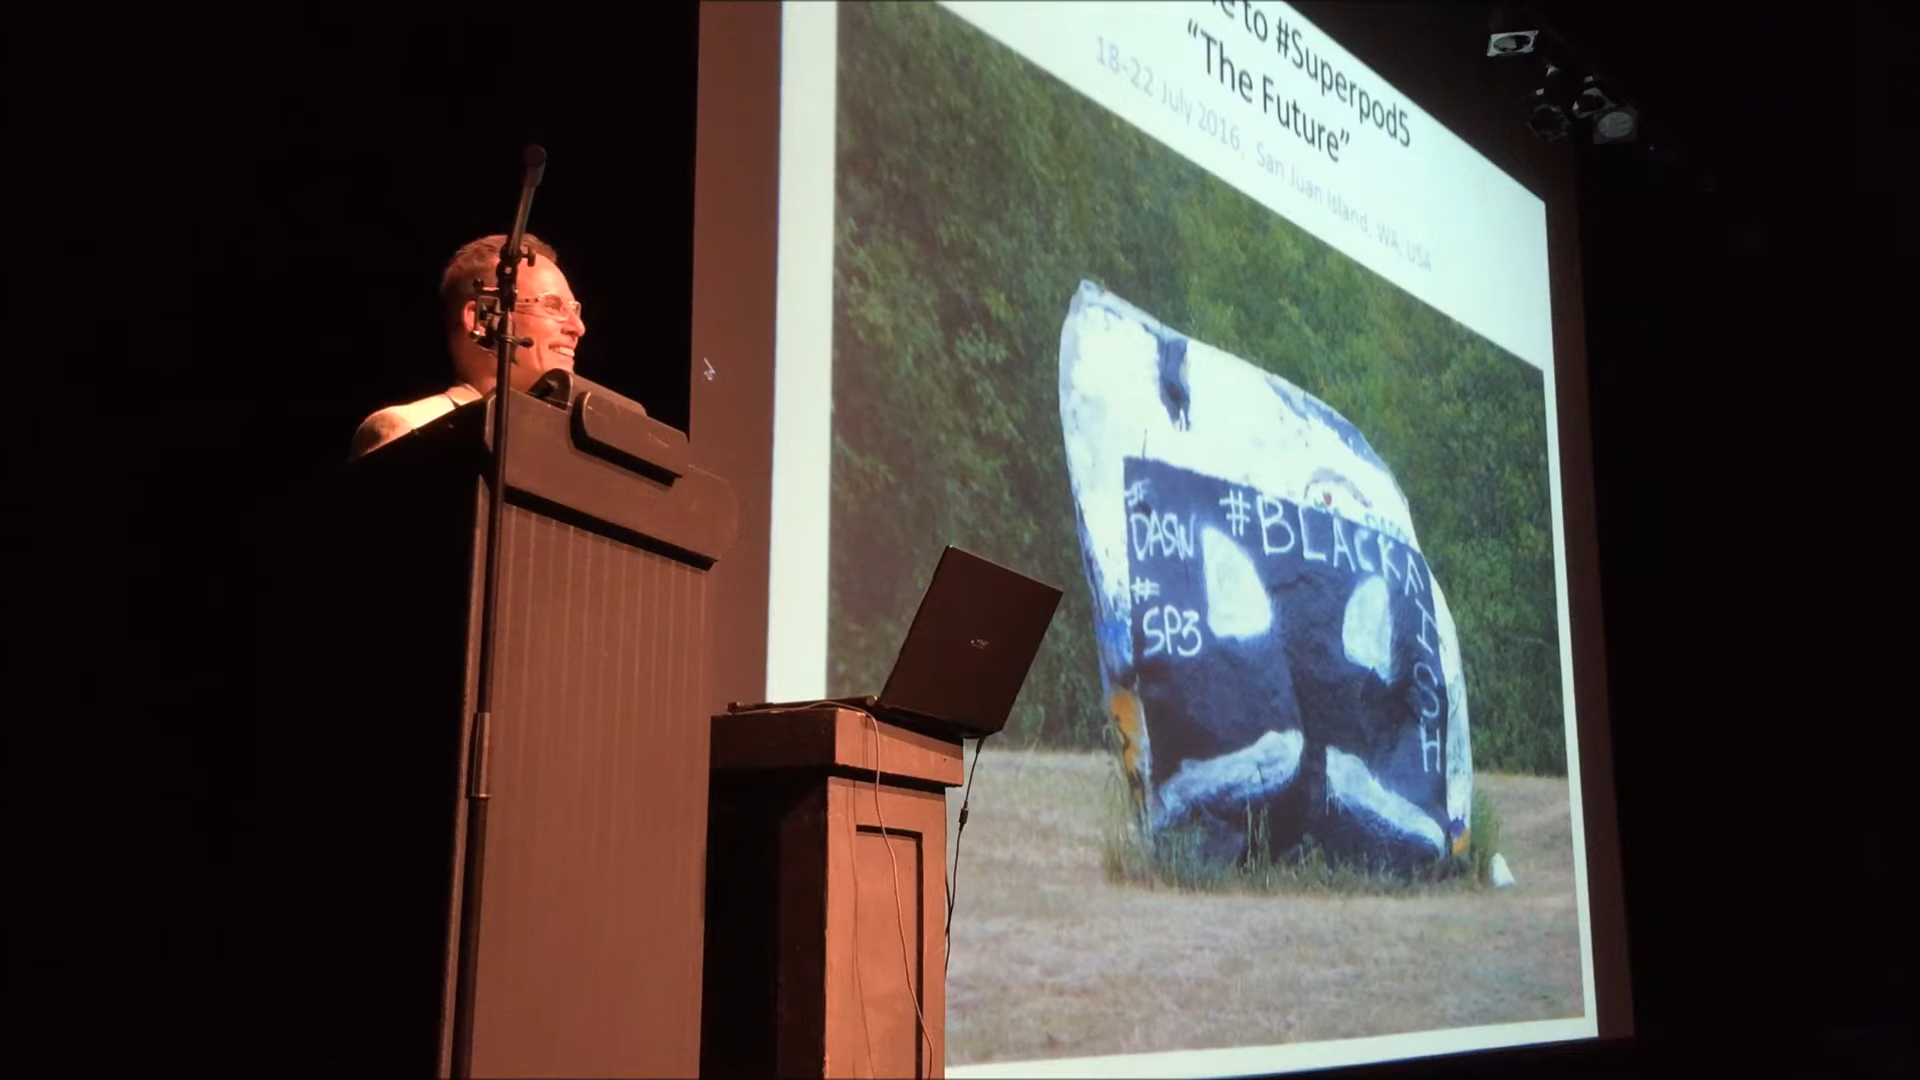 to #Superpod5
“The Future”
18-22 July 2016, San Juan Island, WA, USA
#
DASW
#
SP3
#BLACKFISH